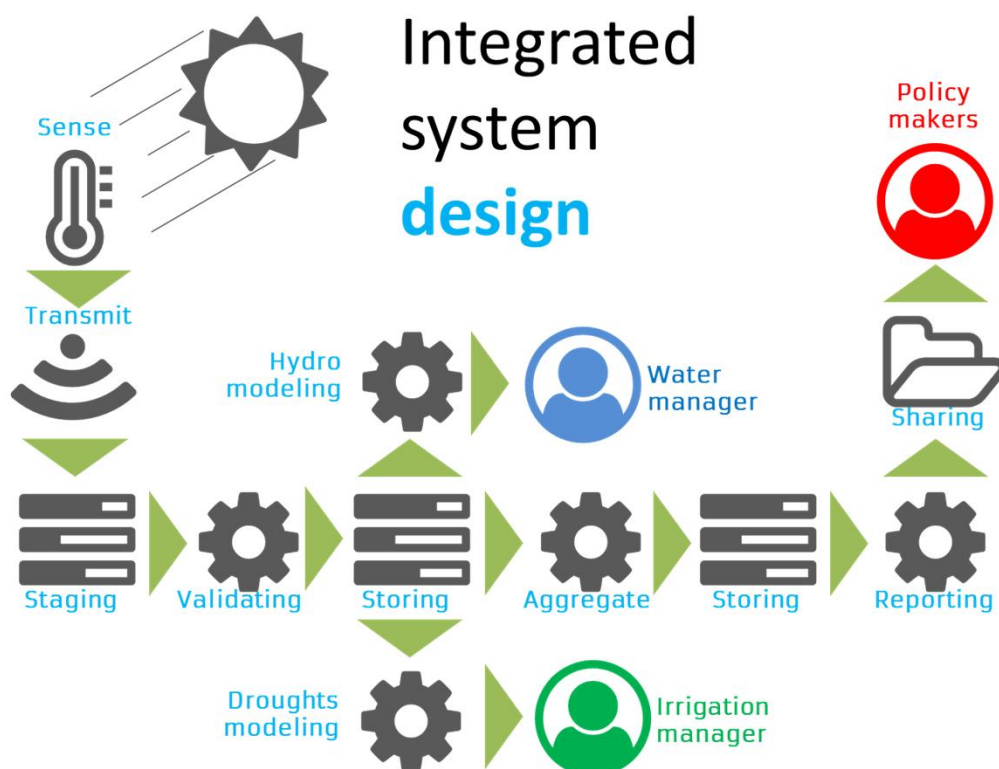 Integrated
system
design
Sense
Policy
makers
Transmit
Hydro
modeling
Water
manager
Sharing
Staging
Validating
Storing
Aggregate
Storing
Reporting
Droughts
modeling
Irrigation
manager